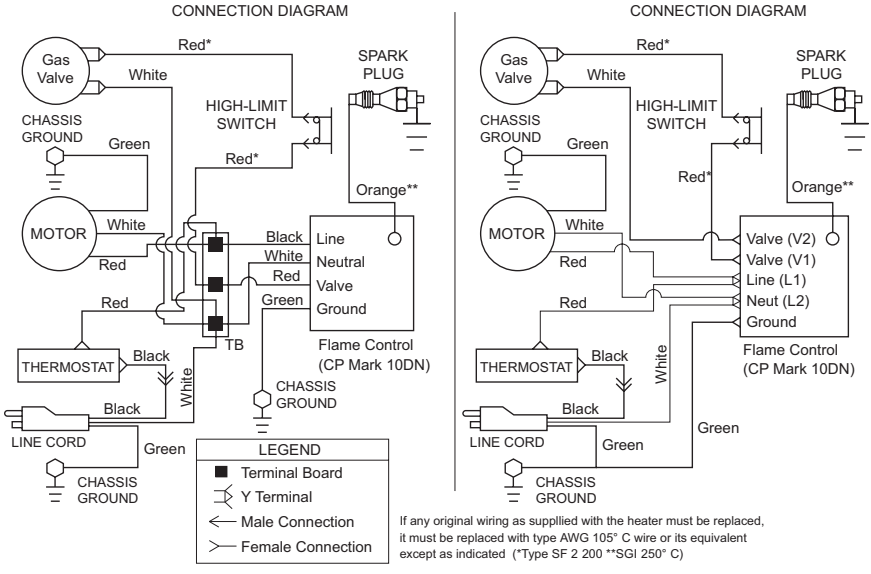 CONNECTION DIAGRAM
Gas
Valve
Red*
White
SPARK
PLUG
HIGH-LIMIT
SWITCH
CHASSIS
GROUND
Green
Red*
Orange**
MOTOR
White
Red
Black
White
Red
Green
Line
Neutral
Valve
Ground
TB
Flame Control
(CP Mark 10DN)
Red
THERMOSTAT
Black
White
Black
LINE CORD
Green
CHASSIS
GROUND
CHASSIS
GROUND
LEGEND
Terminal Board
Y Terminal
Male Connection
Female Connection
CONNECTION DIAGRAM
Gas
Valve
Red*
White
SPARK
PLUG
HIGH-LIMIT
SWITCH
CHASSIS
GROUND
Green
Red*
Orange**
MOTOR
White
Red
Valve (V2)
Valve (V1)
Line (L1)
Neut (L2)
Ground
Flame Control
(CP Mark 10DN)
Red
THERMOSTAT
Black
White
Black
LINE CORD
Green
Green
CHASSIS
GROUND
If any original wiring as suppllied with the heater must be replaced,
it must be replaced with type AWG 105° C wire or its equivalent
except as indicated (*Type SF 2 200 **SGI 250° C)